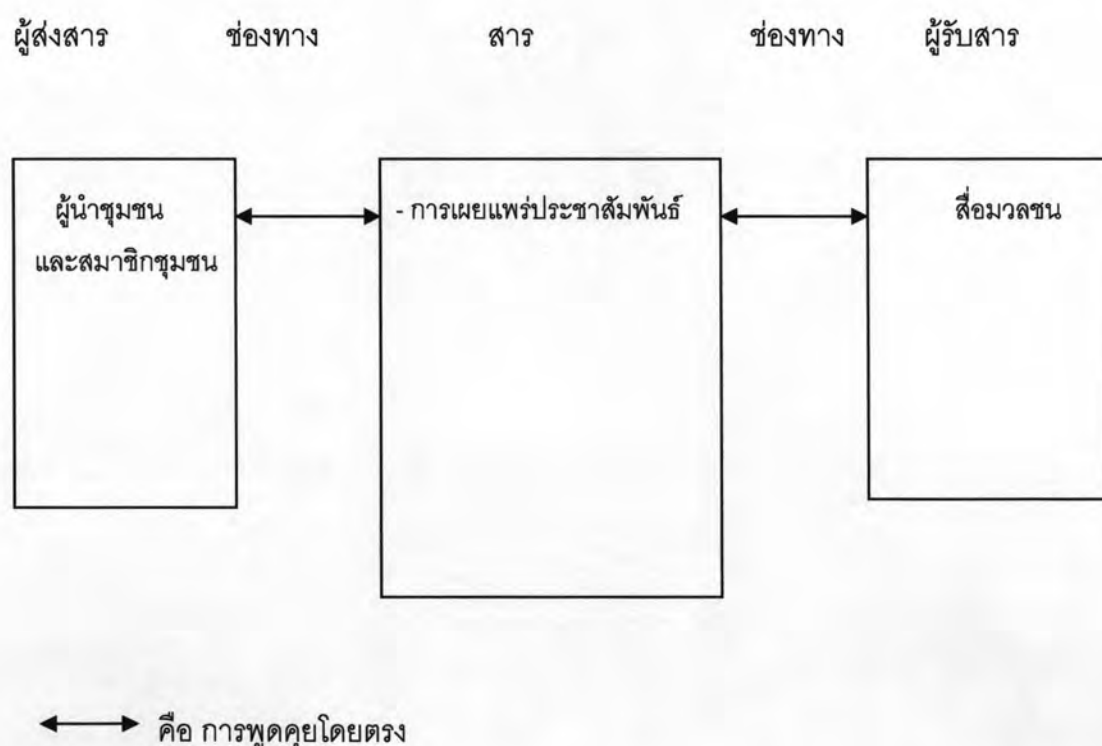 ผู้ส่งสาร ช่องทาง สาร ช่องทาง ผู้รับสาร
ผู้นำชุมชน - การเผยแพร่ประชาสัมพันธ์ สื่อมวลชน
และสมาชิกชุมชน
คือ การพูดคุยโดยตรง